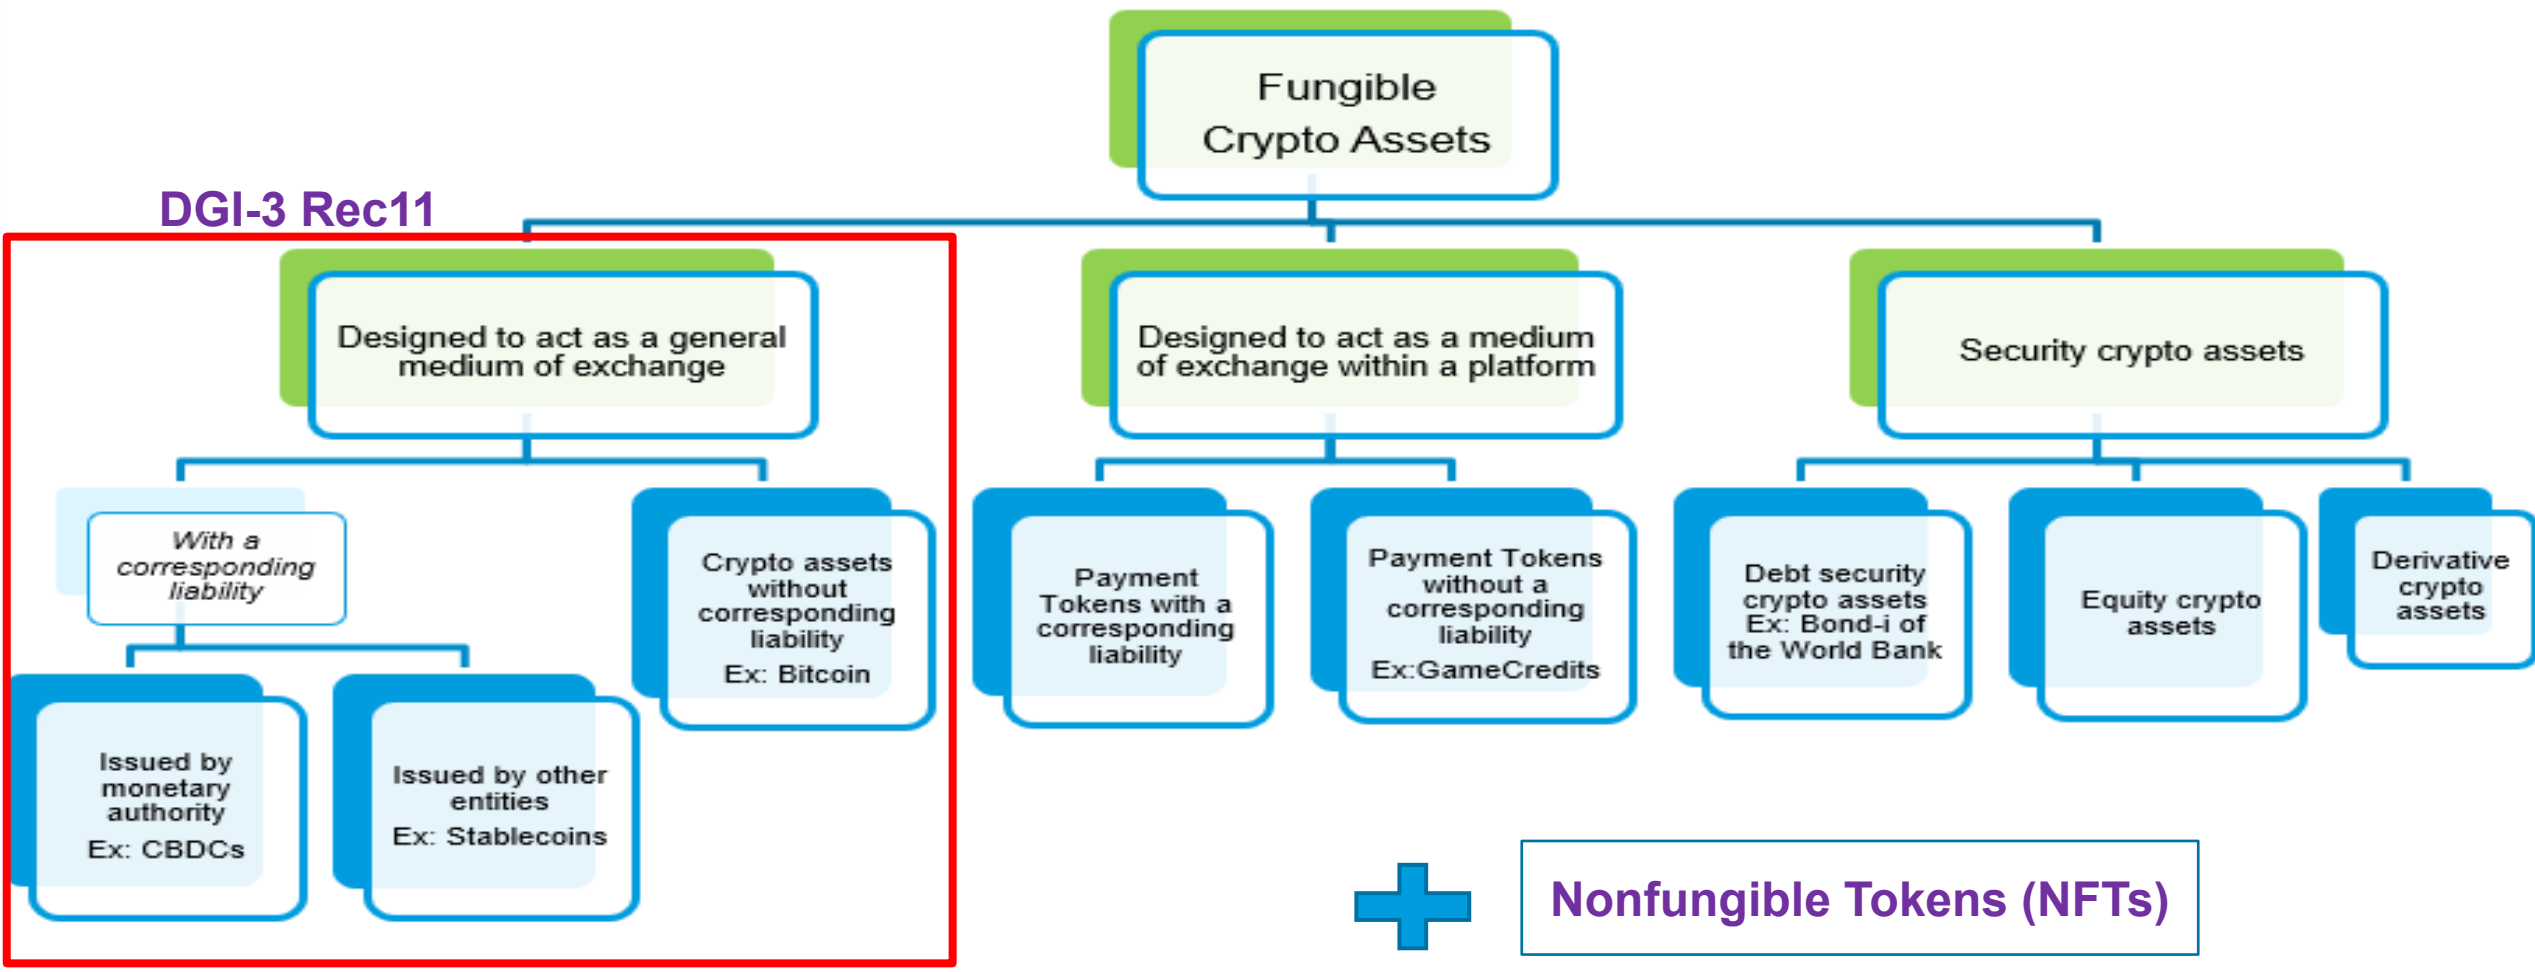 Fungible
Crypto Assets
DGI-3 Rec11
Designed to act as a general
medium of exchange
Designed to act as a medium
of exchange within a platform
Security crypto assets
With a
corresponding
liability
Crypto assets
without
corresponding
liability
Ex: Bitcoin
Payment
Tokens with a
corresponding
liability
Payment Tokens
without a
corresponding
liability
Ex:GameCredits
Debt security
crypto assets
Ex: Bond-i of
the World Bank
Equity crypto
assets
Derivative
crypto
assets
Issued by
monetary
authority
Ex: CBDCs
Issued by other
entities
Ex: Stablecoins
Nonfungible Tokens (NFTs)